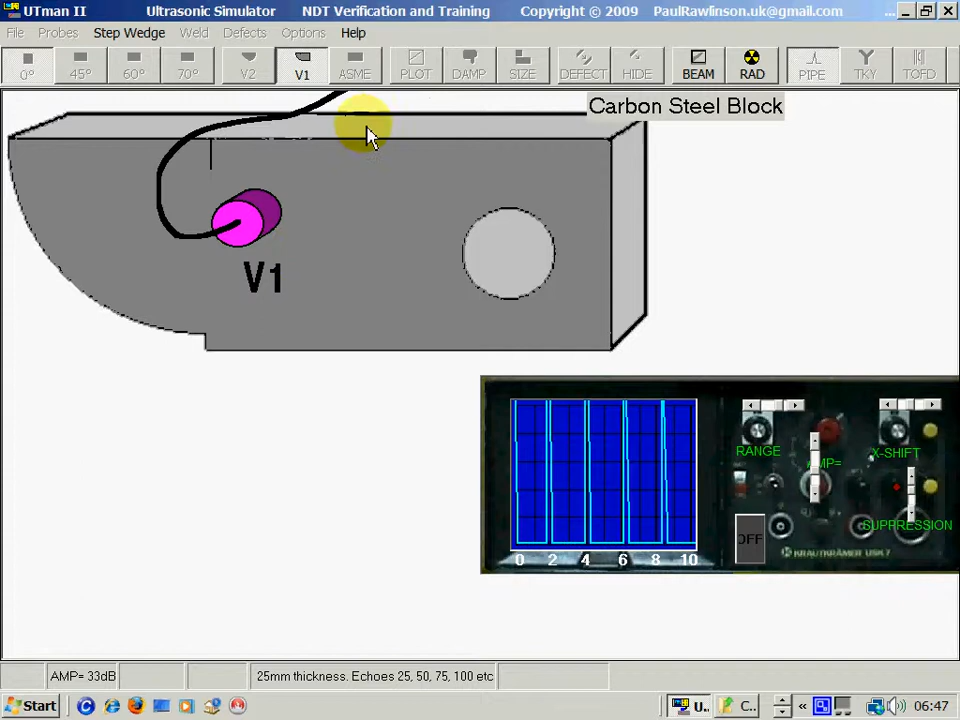 UTman II Ultrasonic Simulator NDT Verification and Training Copyright © 2009 PaulRawlinson.uk@gmail.com ...
File Probes Step Wedge Weld Defects Options Help
0° 45° 60° 70° V2 V1 ASME PLOT DAMP SIZE DEFECT HIDE BEAM RAD PIPE TKY TOFD
Carbon Steel Block
V1
RANGE
AMP=
X-SHIFT
SUPPRESSION
OFF
KRAUTKRÄMER USK7
0 2 4 6 8 10
AMP= 33dB 25mm thickness. Echoes 25, 50, 75, 100 etc
Start U.. C.. « 06:47